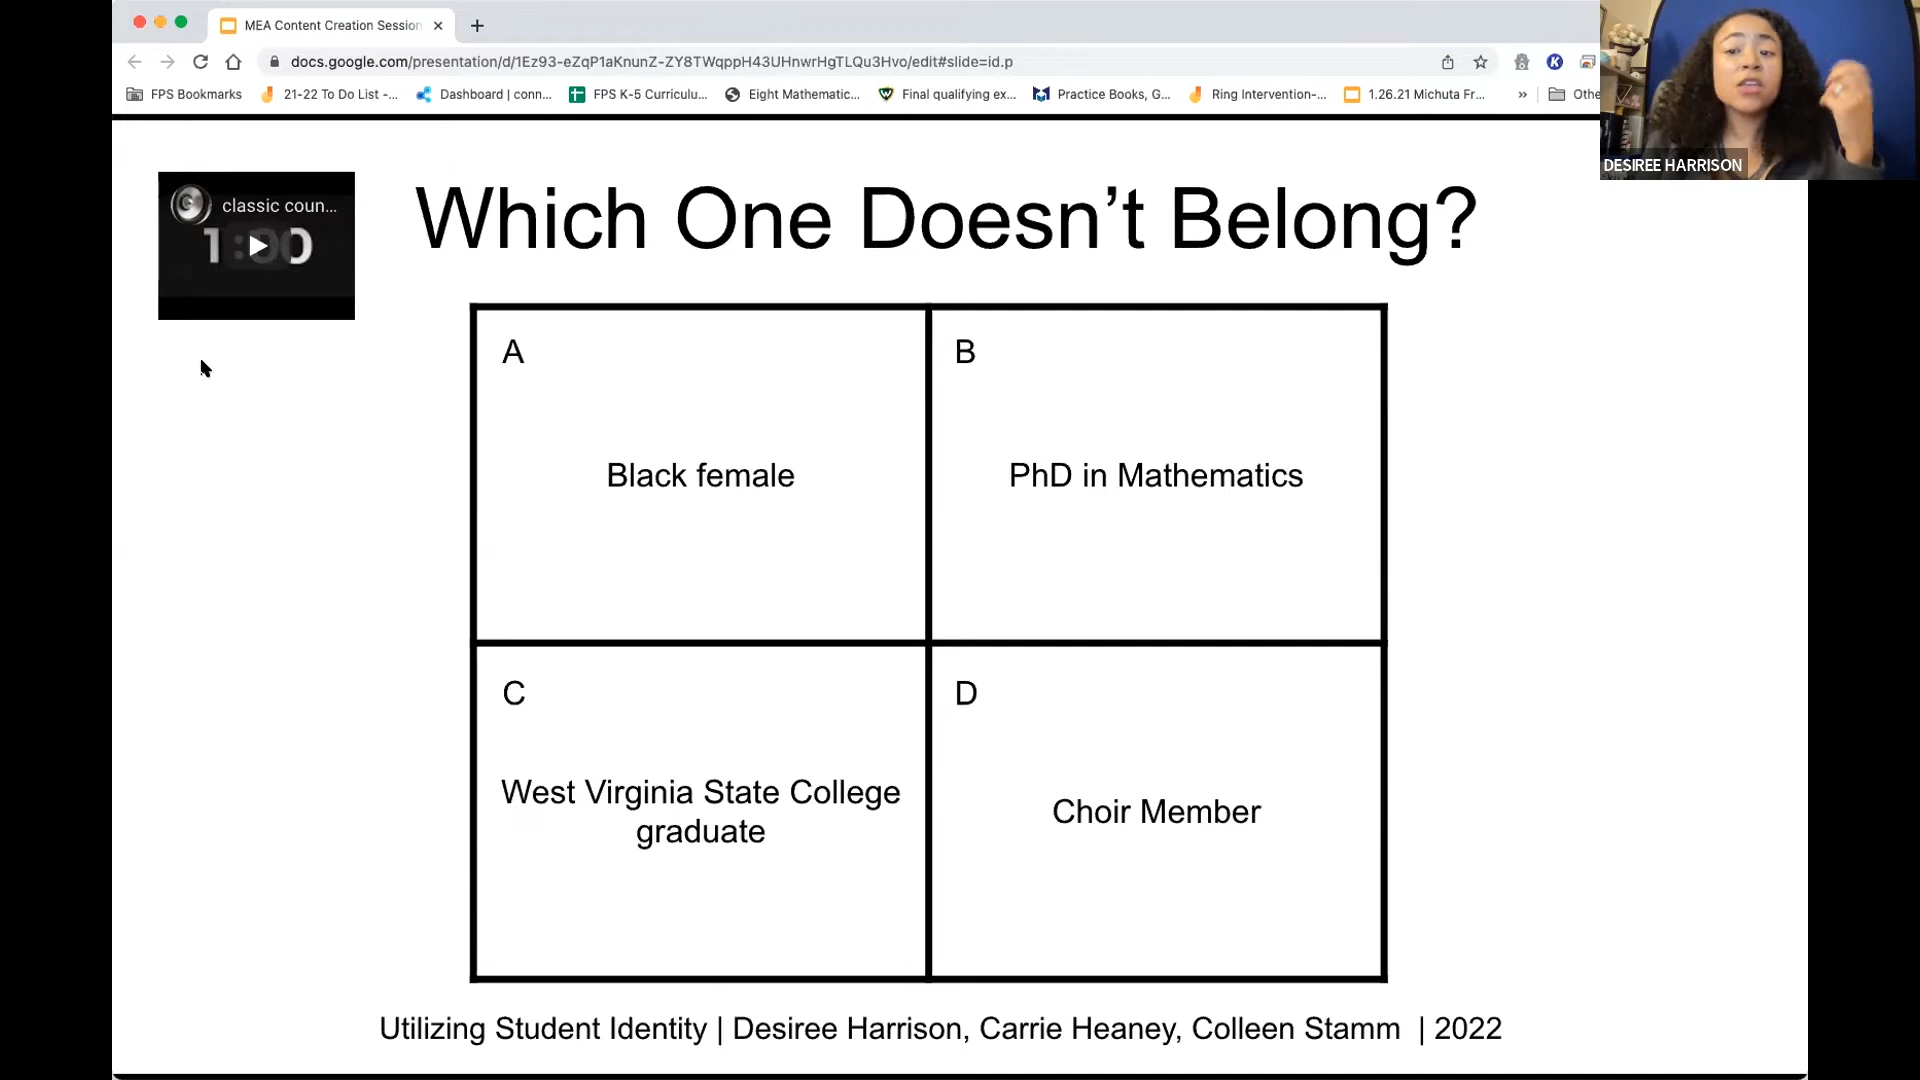 MEA Content Creation Session
docs.google.com/presentation/d/1Ez93-eZqP1aKnunZ-ZY8TWqppH43UHnwrHgTLQu3Hvo/edit#slide=id.p
FPS Bookmarks
21-22 To Do List -...
Dashboard | conn...
FPS K-5 Curriculu...
Eight Mathematic...
Final qualifying ex...
Practice Books, G...
Ring Intervention-...
1.26.21 Michuta Fr...
»
Othe
K
DESIREE HARRISON
classic coun...
1:00
Which One Doesn’t Belong?
A
Black female
B
PhD in Mathematics
C
West Virginia State College
graduate
D
Choir Member
Utilizing Student Identity | Desiree Harrison, Carrie Heaney, Colleen Stamm | 2022